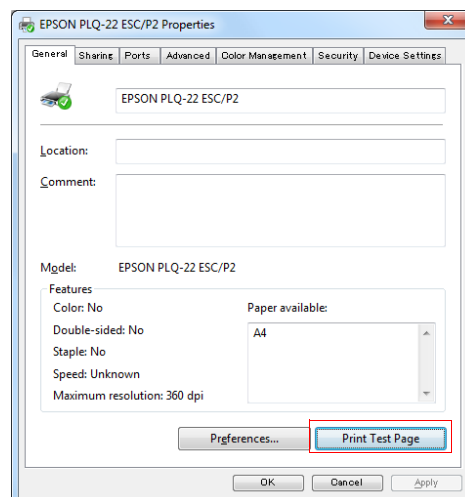 EPSON PLQ-22 ESC/P2 Properties
General Sharing Ports Advanced Color Management Security Device Settings
EPSON PLQ-22 ESC/P2
Location:
Comment:
Model: EPSON PLQ-22 ESC/P2
Features
Color: No Paper available:
Double-sided: No A4
Staple: No
Speed: Unknown
Maximum resolution: 360 dpi
Preferences... Print Test Page
OK Cancel Apply